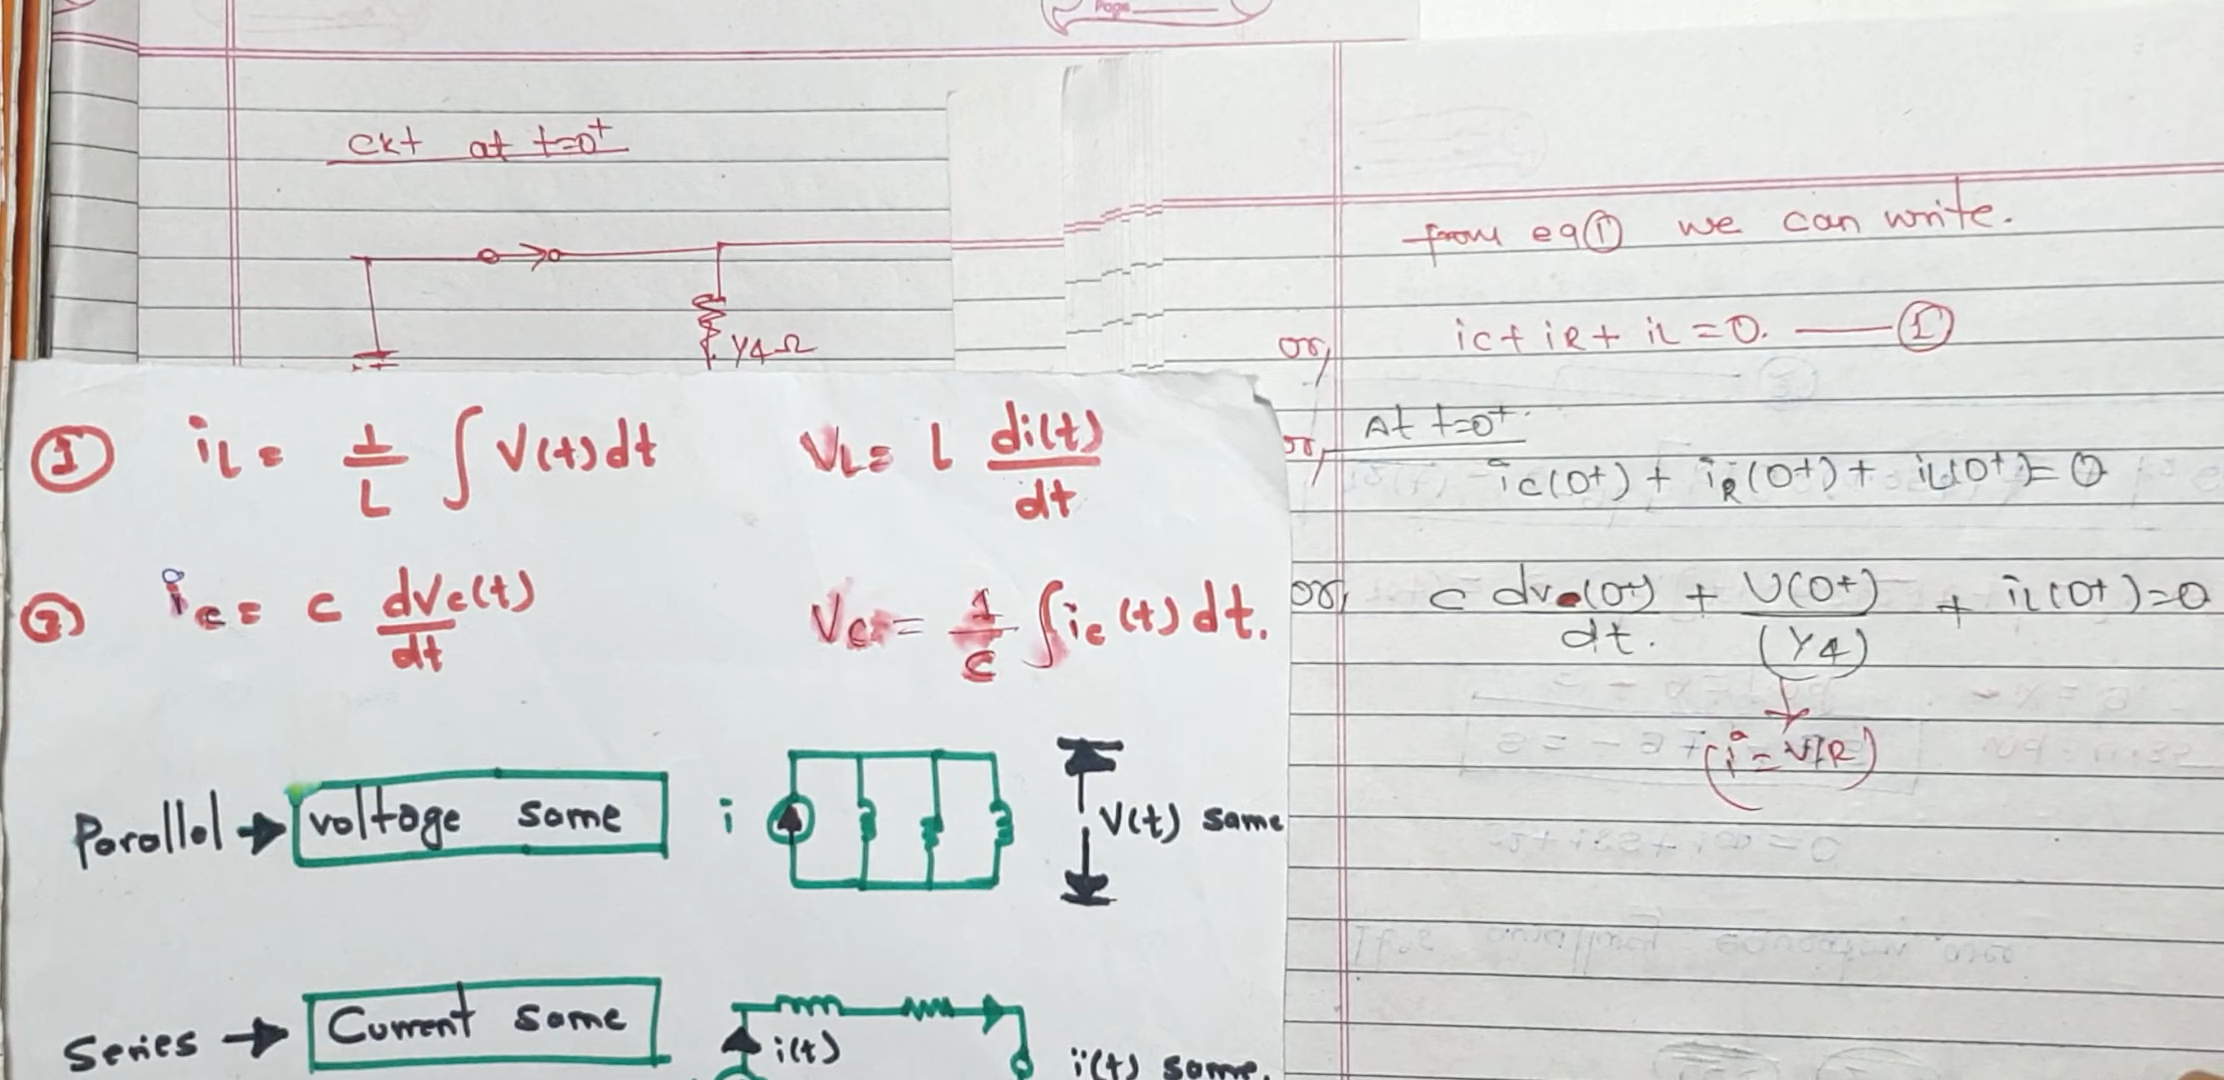 Page
ckt at t=0⁺
1/4 Ω
① iL = 1/L ∫ V(t) dt
VL = L di(t)/dt
② ic = c dvc(t)/dt
Vc = 1/c ∫ ic (t) dt.
Parallel → voltage same
i
V(t) same
Series → Current same
i(t)
i(t) same.
from eq① we can write.
or, ic + iR + iL = 0. — ①
or, At t=0⁺
ic(0+) + iR(0+) + iL(0+) = 0
or, c dv(0+)/dt. + V(0+)/(1/4) + iL(0+) = 0
(i = V/R)